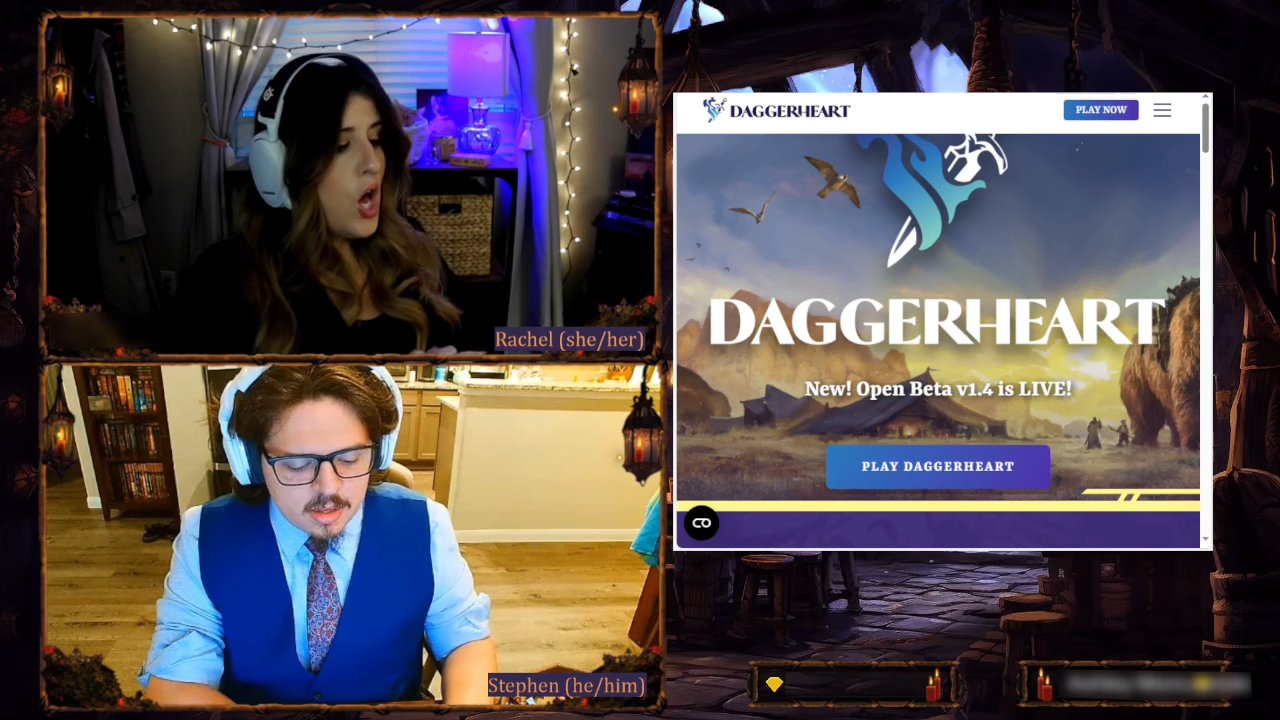 Rachel (she/her)
Stephen (he/him)
DAGGERHEART
PLAY NOW
DAGGERHEART
New! Open Beta v1.4 is LIVE!
PLAY DAGGERHEART